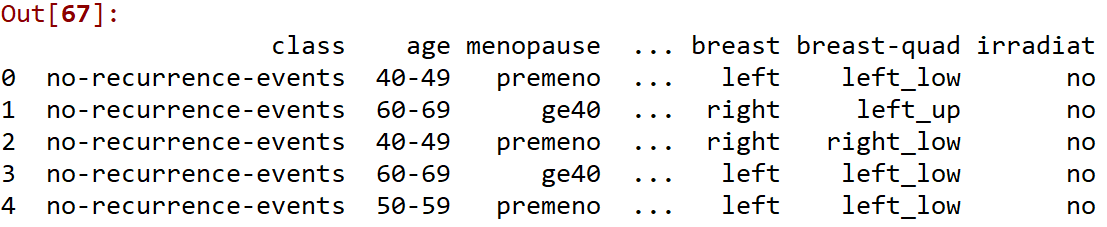 Out[67]:
class age menopause ... breast breast-quad irradiat
0 no-recurrence-events 40-49 premeno ... left left_low no
1 no-recurrence-events 60-69 ge40 ... right left_up no
2 no-recurrence-events 40-49 premeno ... right right_low no
3 no-recurrence-events 60-69 ge40 ... left left_low no
4 no-recurrence-events 50-59 premeno ... left left_low no